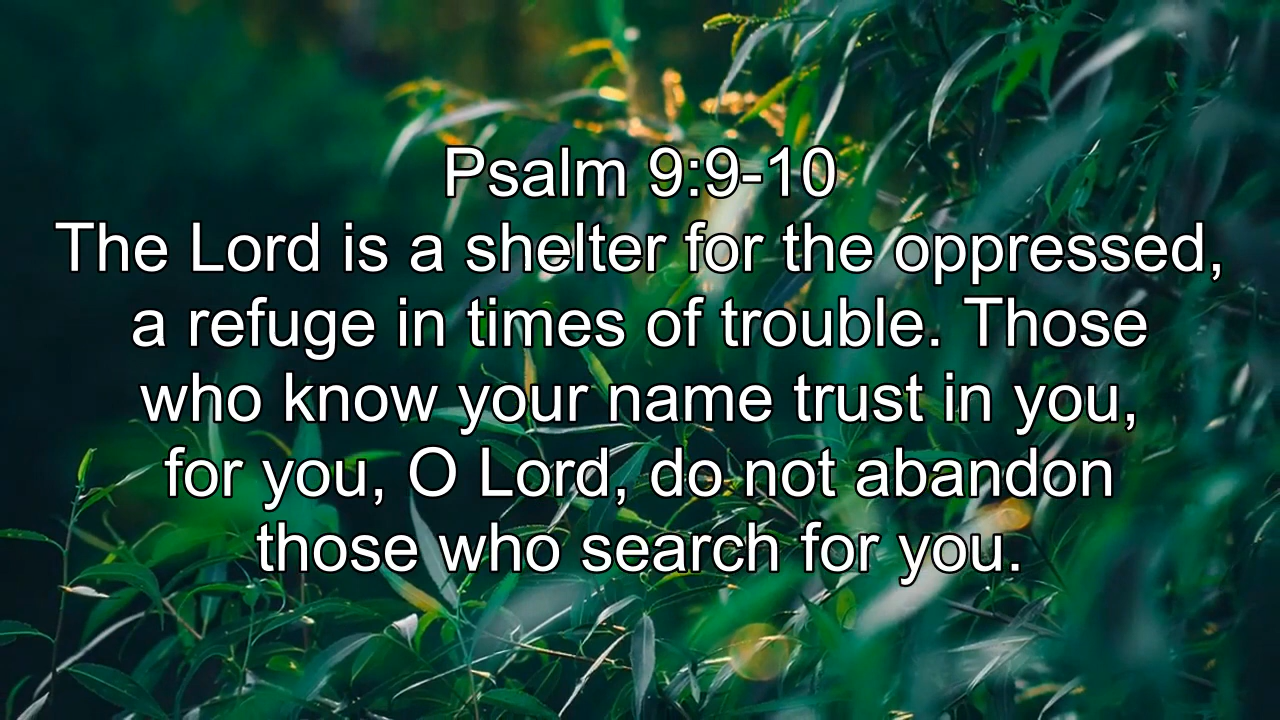 Psalm 9:9-10
The Lord is a shelter for the oppressed,
a refuge in times of trouble. Those
who know your name trust in you,
for you, O Lord, do not abandon
those who search for you.